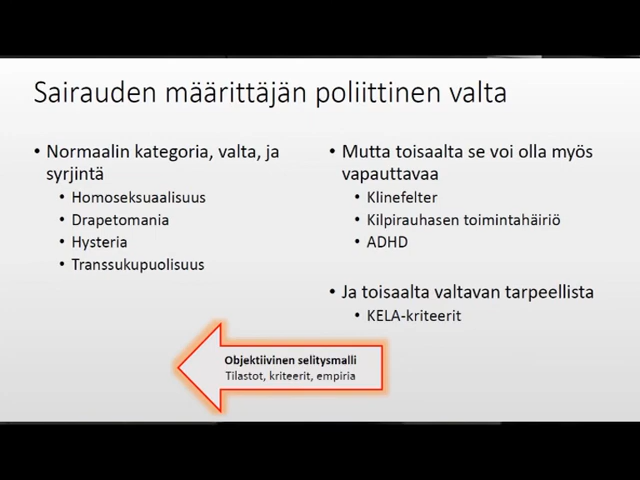 Sairauden määrittäjän poliittinen valta
• Normaalin kategoria, valta, ja
syrjintä
• Homoseksuaalisuus
• Drapetomania
• Hysteria
• Transsukupuolisuus
• Mutta toisaalta se voi olla myös
vapauttavaa
• Klinefelter
• Kilpirauhasen toimintahäiriö
• ADHD
• Ja toisaalta valtavan tarpeellista
• KELA-kriteerit
Objektiivinen selitysmalli
Tilastot, kriteerit, empiria